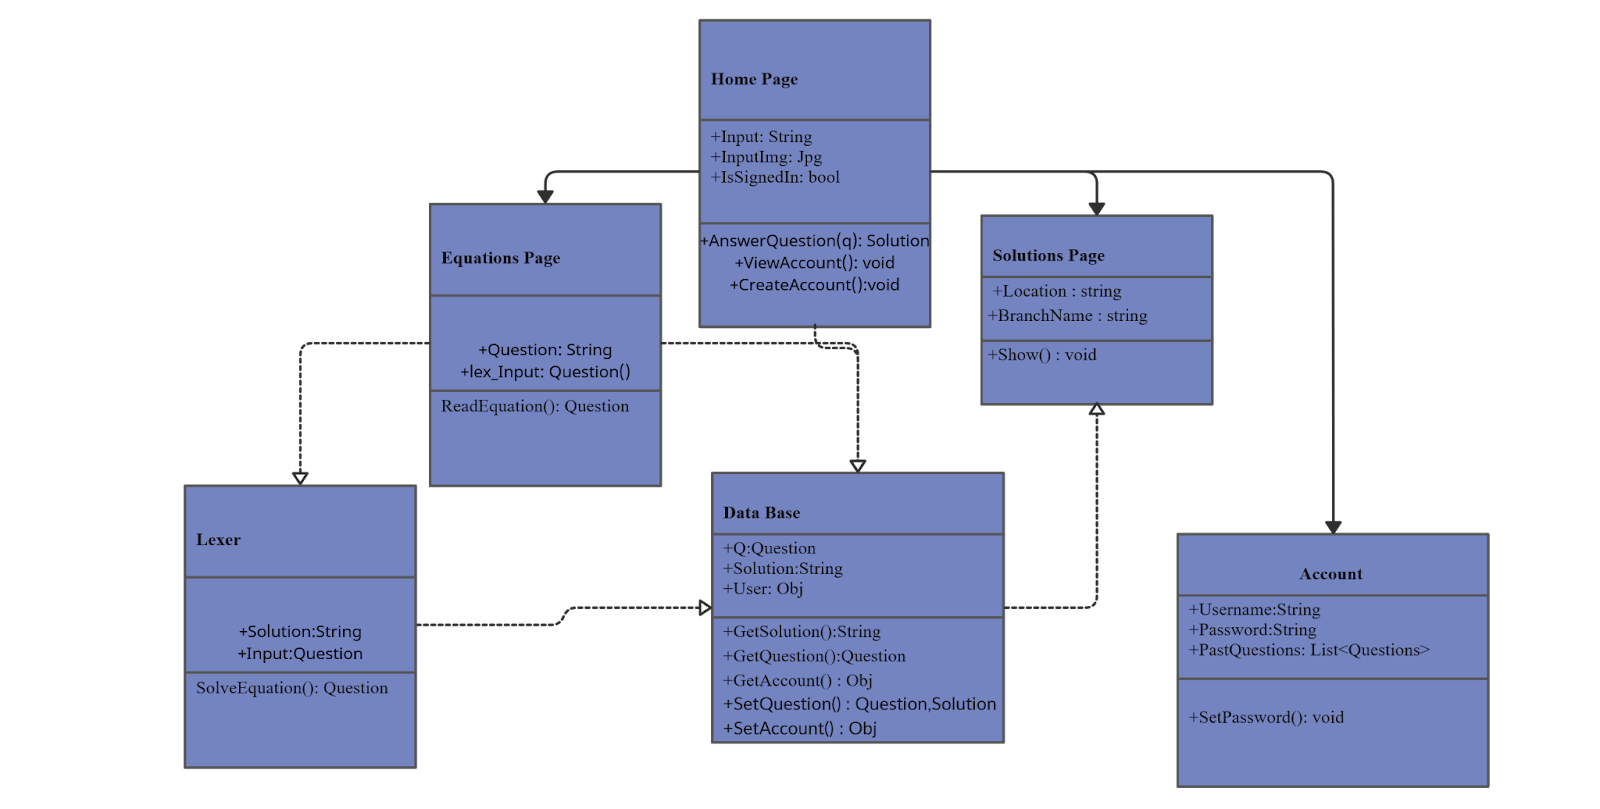 Home Page
+Input: String
+InputImg: Jpg
+IsSignedIn: bool
+AnswerQuestion(q): Solution
+ViewAccount(): void
+CreateAccount():void
Equations Page
+Question: String
+lex_Input: Question()
ReadEquation(): Question
Solutions Page
+Location : string
+BranchName : string
+Show() : void
Lexer
+Solution:String
+Input:Question
SolveEquation(): Question
Data Base
+Q:Question
+Solution:String
+User: Obj
+GetSolution():String
+GetQuestion():Question
+GetAccount() : Obj
+SetQuestion() : Question,Solution
+SetAccount() : Obj
Account
+Username:String
+Password:String
+PastQuestions: List<Questions>
+SetPassword(): void